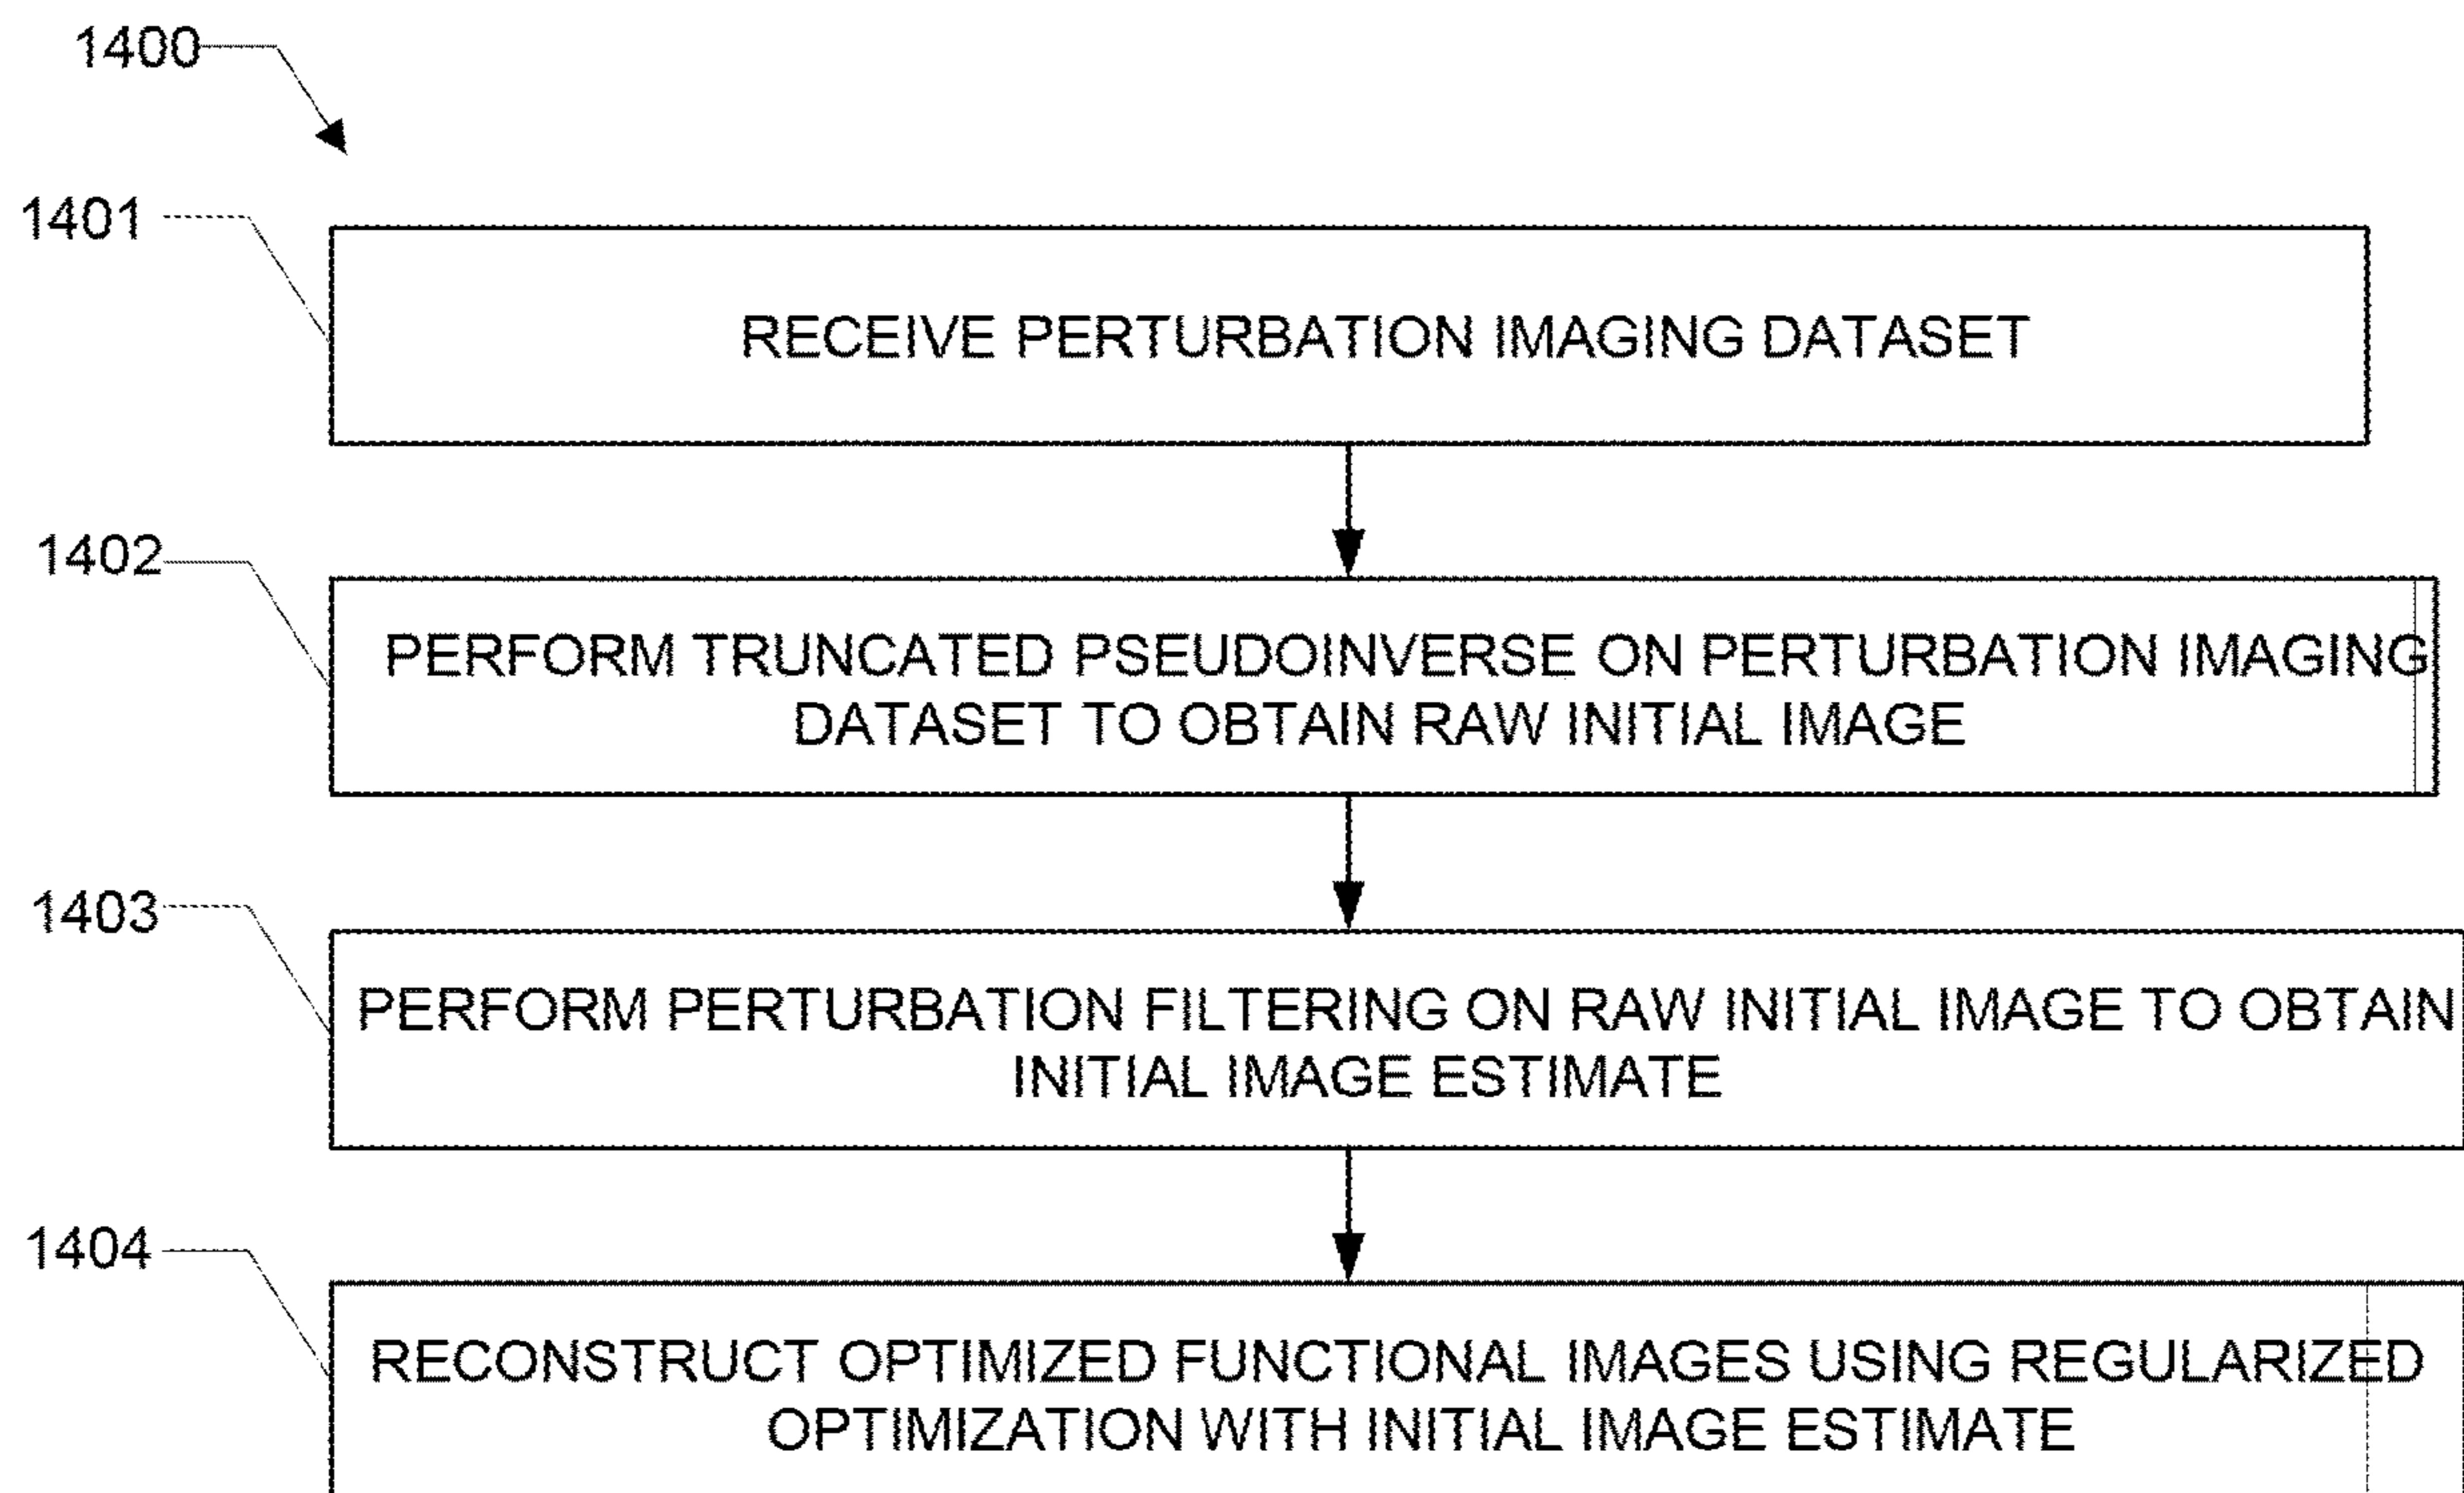 1400
1401
RECEIVE PERTURBATION IMAGING DATASET
1402
PERFORM TRUNCATED PSEUDOINVERSE ON PERTURBATION IMAGING
DATASET TO OBTAIN RAW INITIAL IMAGE
1403
PERFORM PERTURBATION FILTERING ON RAW INITIAL IMAGE TO OBTAIN
INITIAL IMAGE ESTIMATE
1404
RECONSTRUCT OPTIMIZED FUNCTIONAL IMAGES USING REGULARIZED
OPTIMIZATION WITH INITIAL IMAGE ESTIMATE